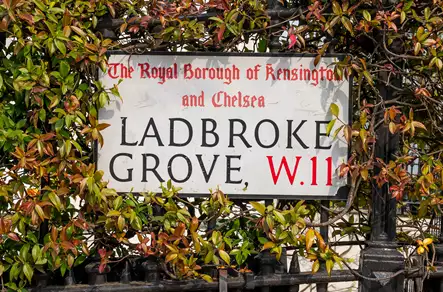 The Royal Borough of Kensington
and Chelsea
LADBROKE
GROVE, W.11